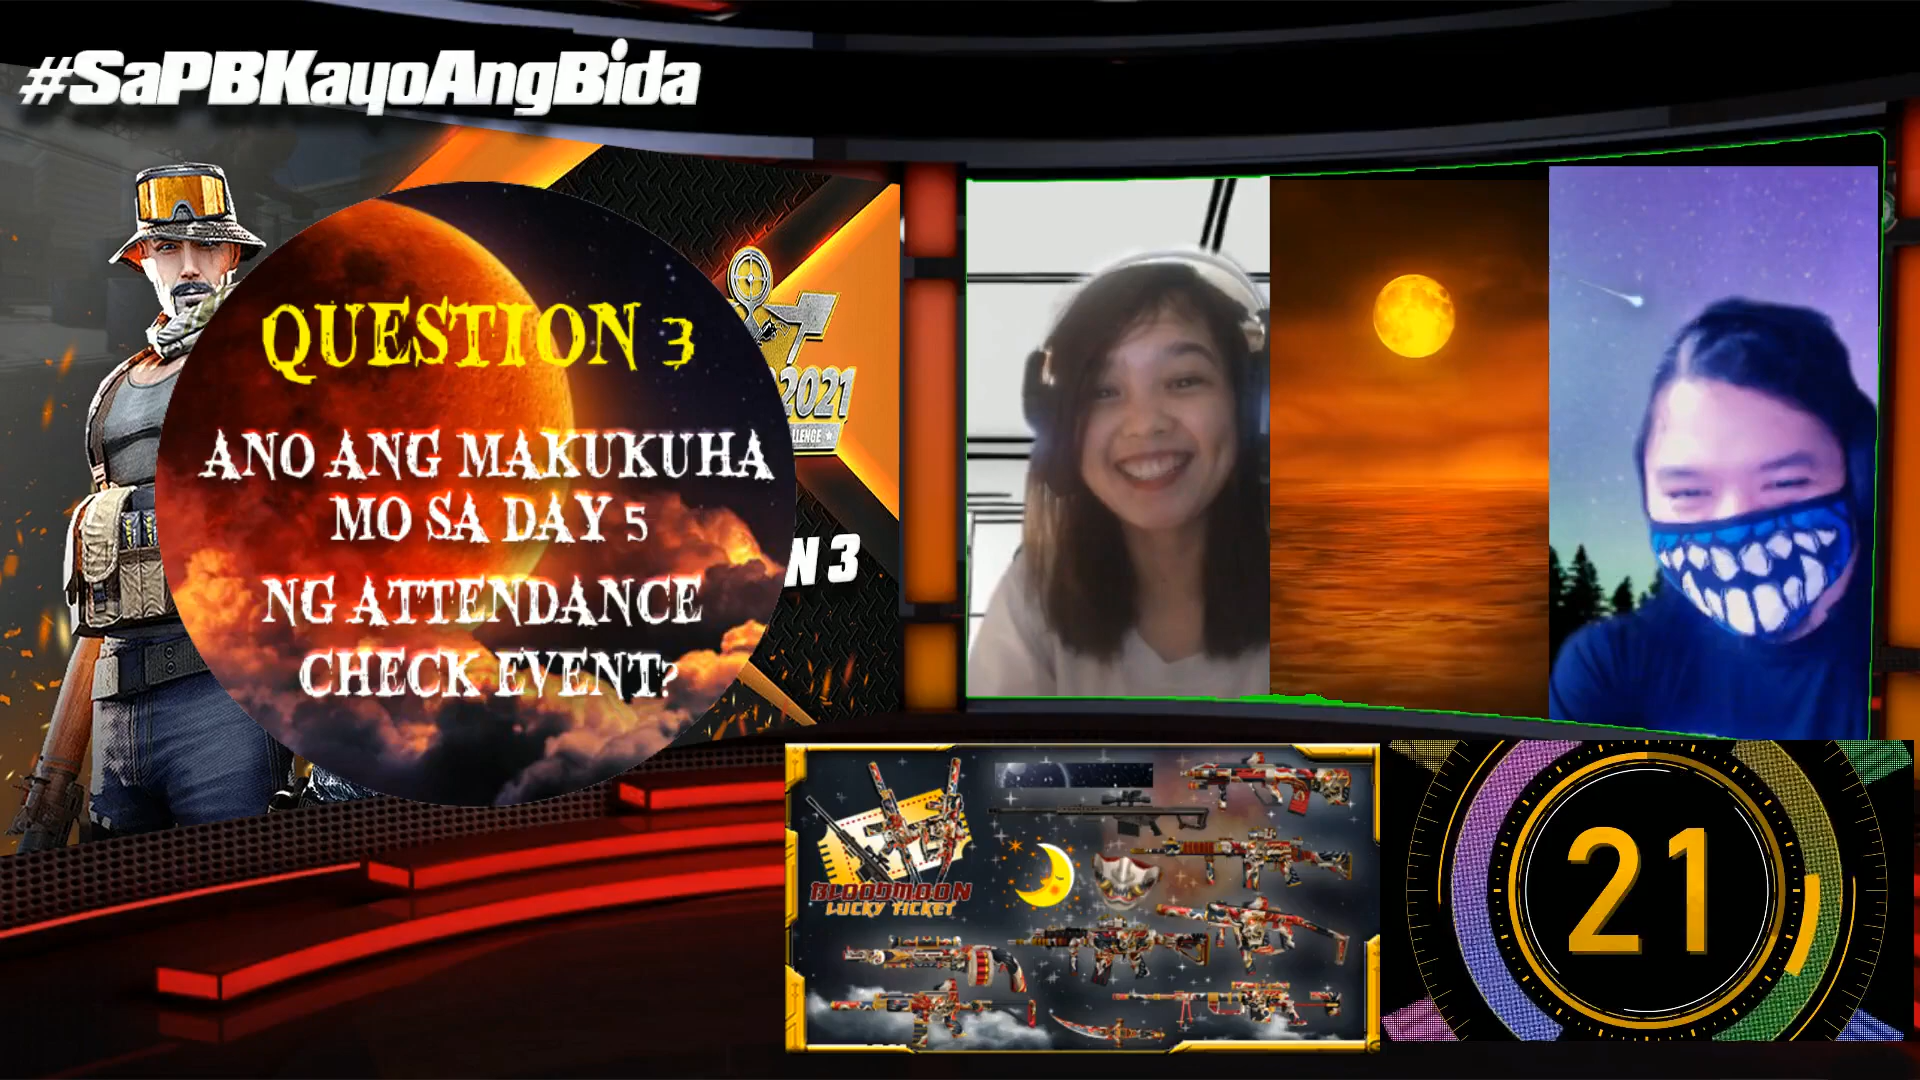 #SaPBKayoAngBida
QUESTION 3
ANO ANG MAKUKUHA
MO SA DAY 5
NG ATTENDANCE
CHECK EVENT?
2021
N 3
BLOODMOON
LUCKY TICKET
21